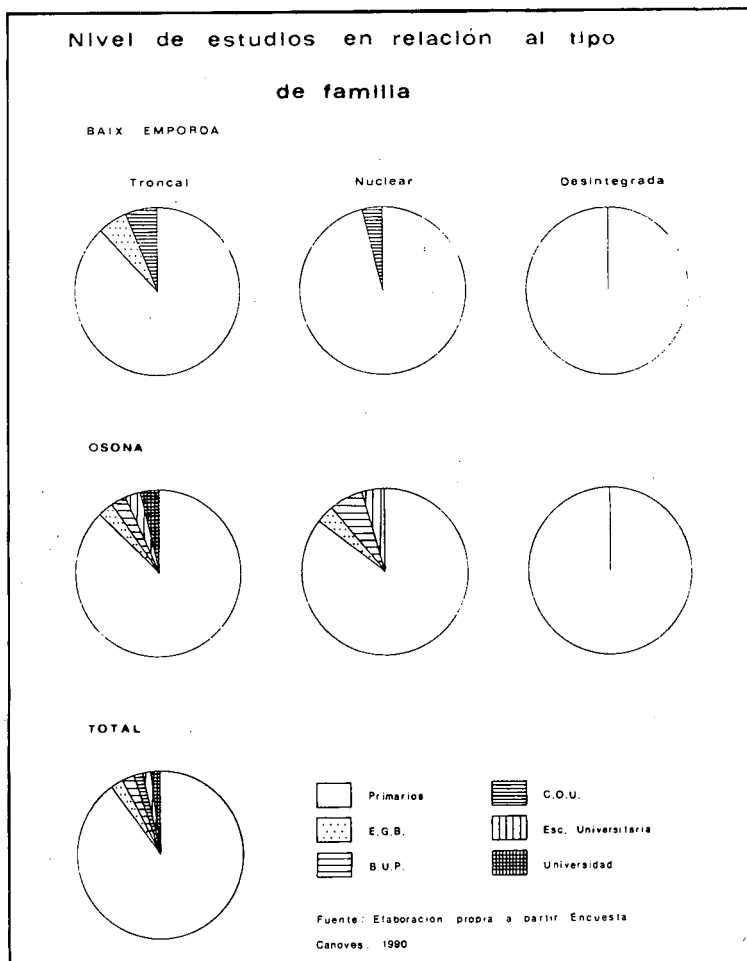 Nivel de estudios en relación al tipo
de familia
BAIX EMPORDA
Troncal Nuclear Desintegrada
OSONA
TOTAL
Primarios C.O.U.
E.G.B. Esc. Universitaria
B.U.P. Universidad
Fuente: Elaboración propia a partir Encuesta
Canoves. 1990